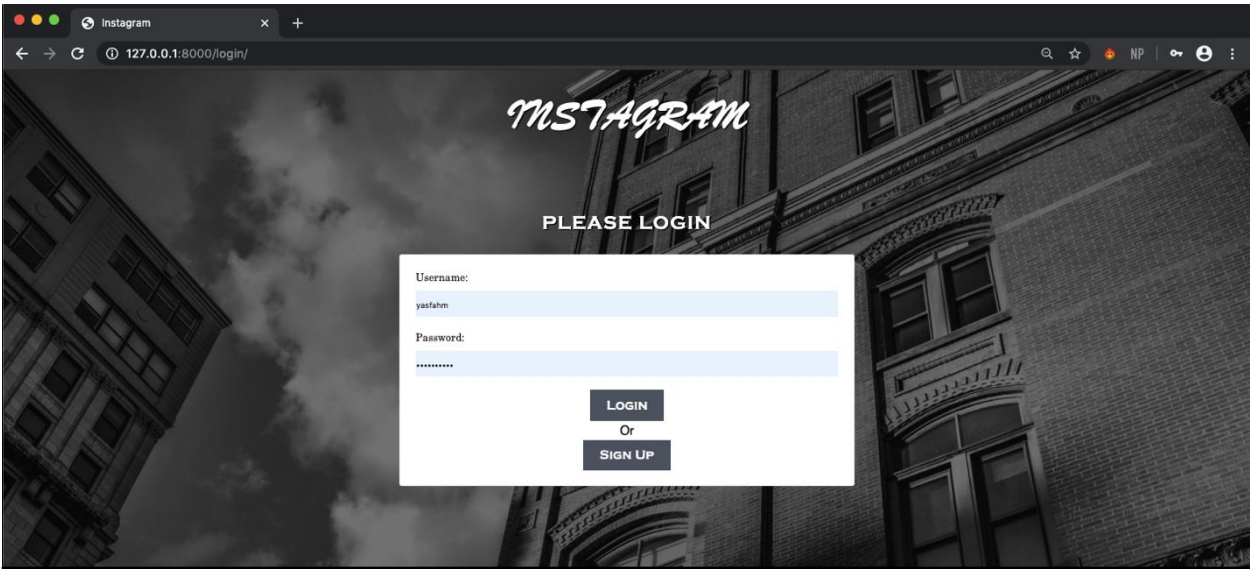 Instagram
127.0.0.1:8000/login/
NP
INSTAGRAM
PLEASE LOGIN
Username:
yasfahm
Password:
••••••••••
LOGIN
Or
SIGN UP